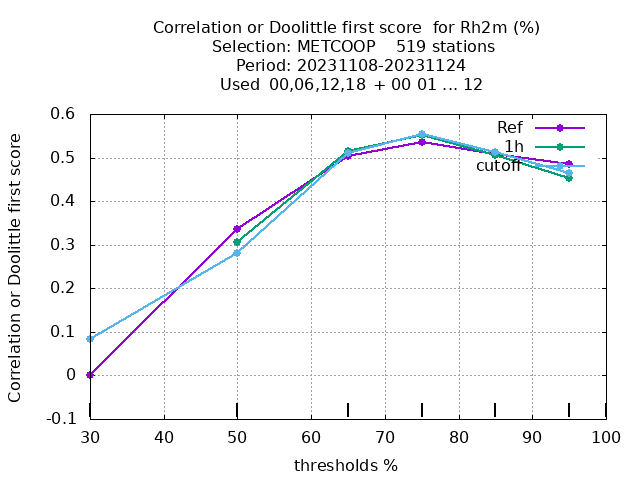 Correlation or Doolittle first score  for Rh2m (%)
Selection: METCOOP    519 stations
Period: 20231108-20231124
Used 00,06,12,18 + 00 01 ... 12
Correlation or Doolittle first score
0.6
0.5
0.4
0.3
0.2
0.1
0
-0.1
Ref
1h
cutoff
30 40 50 60 70 80 90 100
thresholds %